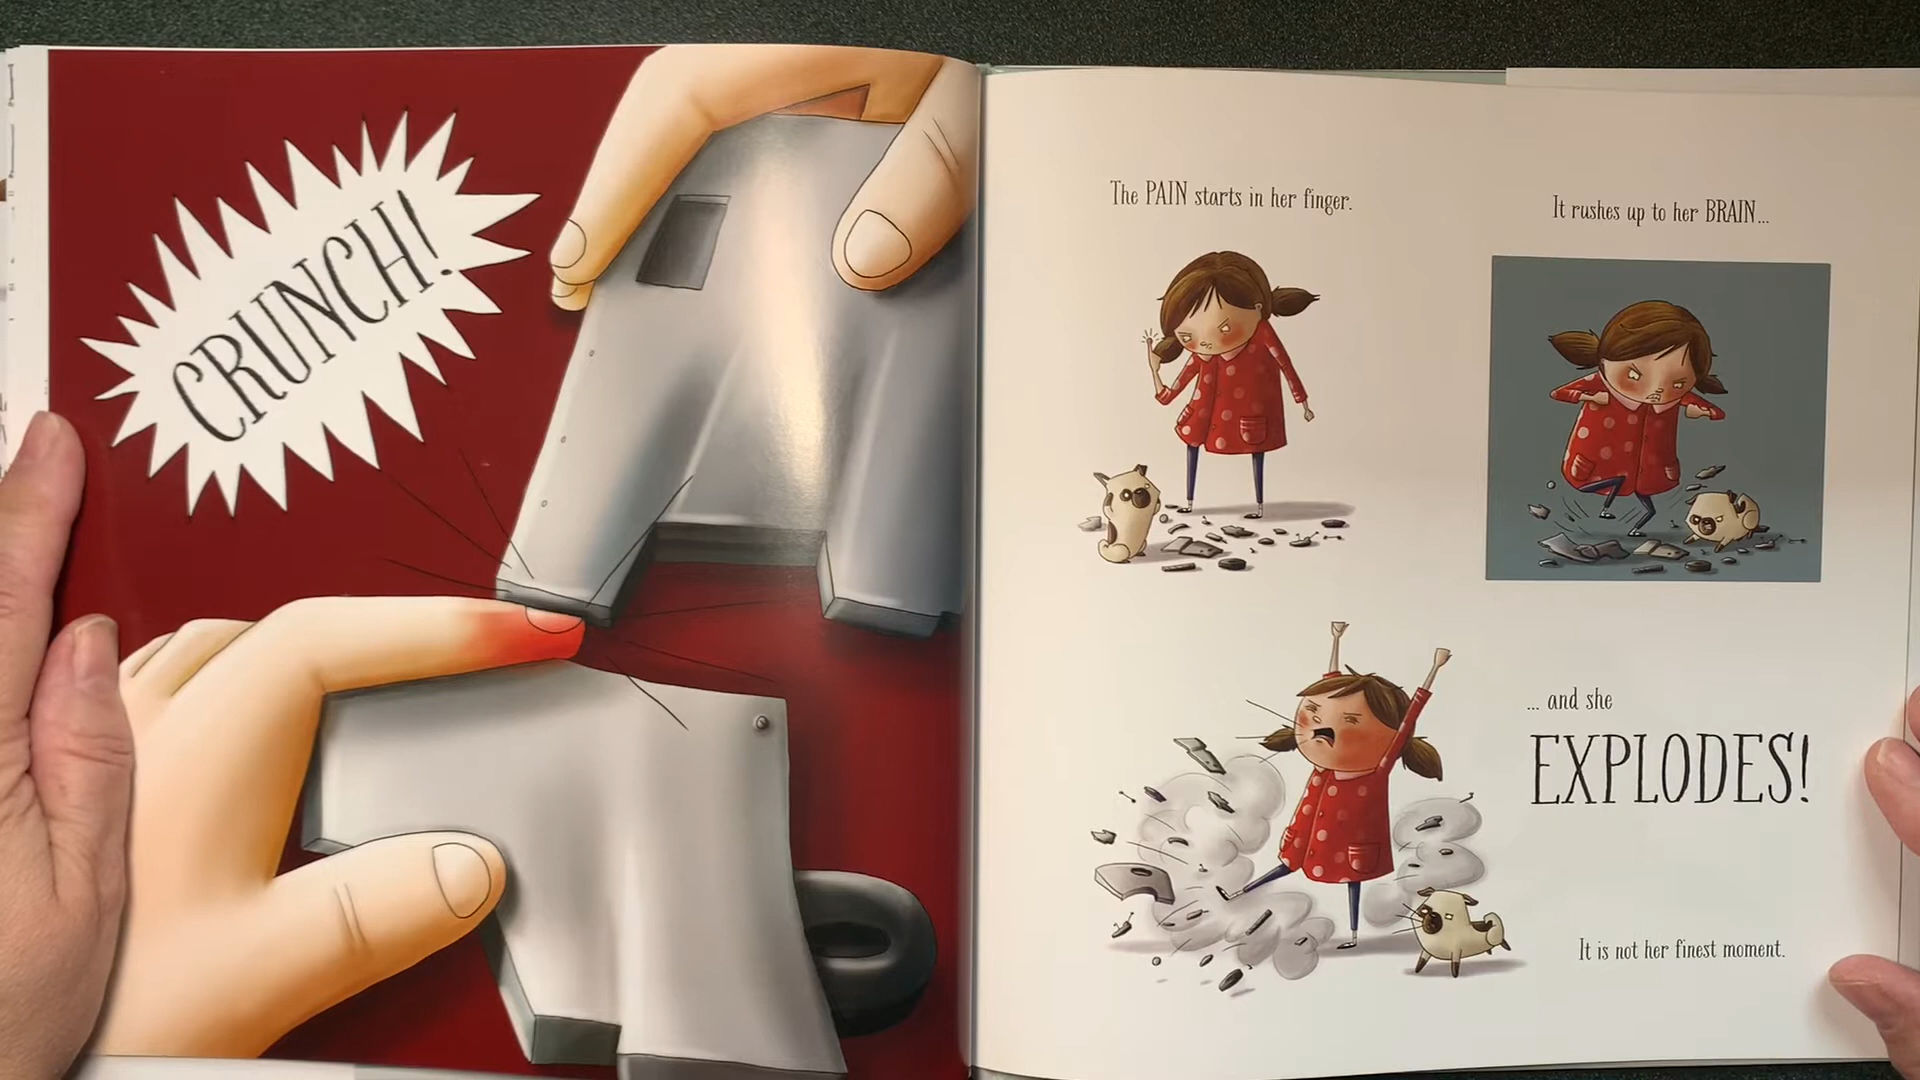 CRUNCH!
The PAIN starts in her finger.
It rushes up to her BRAIN...
... and she
EXPLODES!
It is not her finest moment.